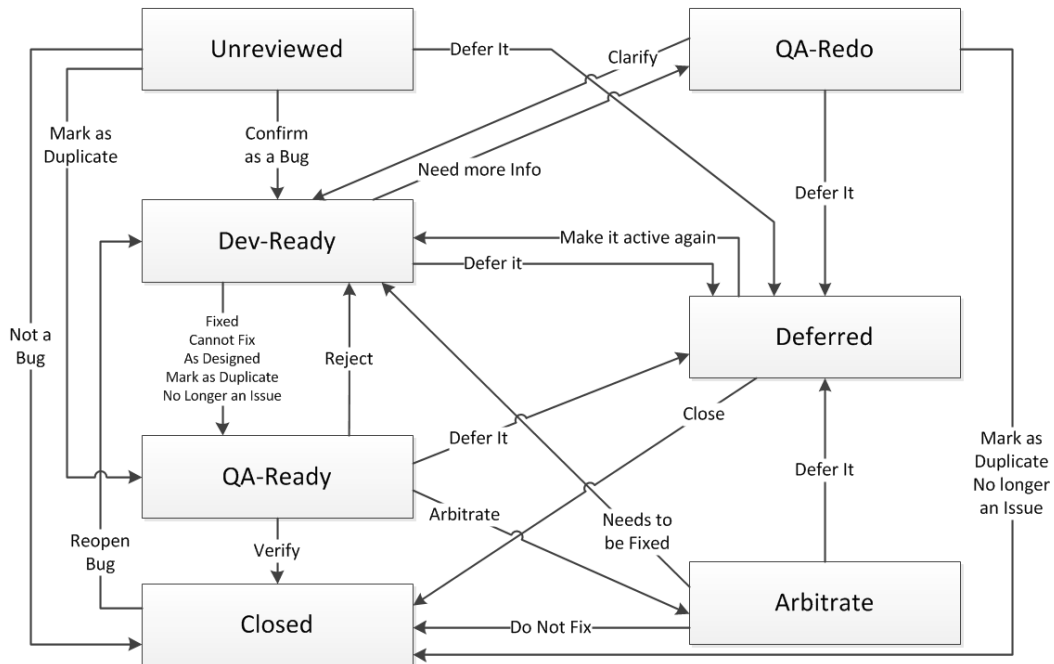 Unreviewed
Defer It
QA-Redo
Clarify
Mark as
Duplicate
Confirm
as a Bug
Need more Info
Defer It
Dev-Ready
Make it active again
Defer it
Not a
Bug
Fixed
Cannot Fix
As Designed
Mark as Duplicate
No Longer an Issue
Reject
Deferred
Close
Defer It
QA-Ready
Arbitrate
Defer It
Mark as
Duplicate
No longer
an Issue
Needs to
be Fixed
Reopen
Bug
Verify
Closed
Do Not Fix
Arbitrate